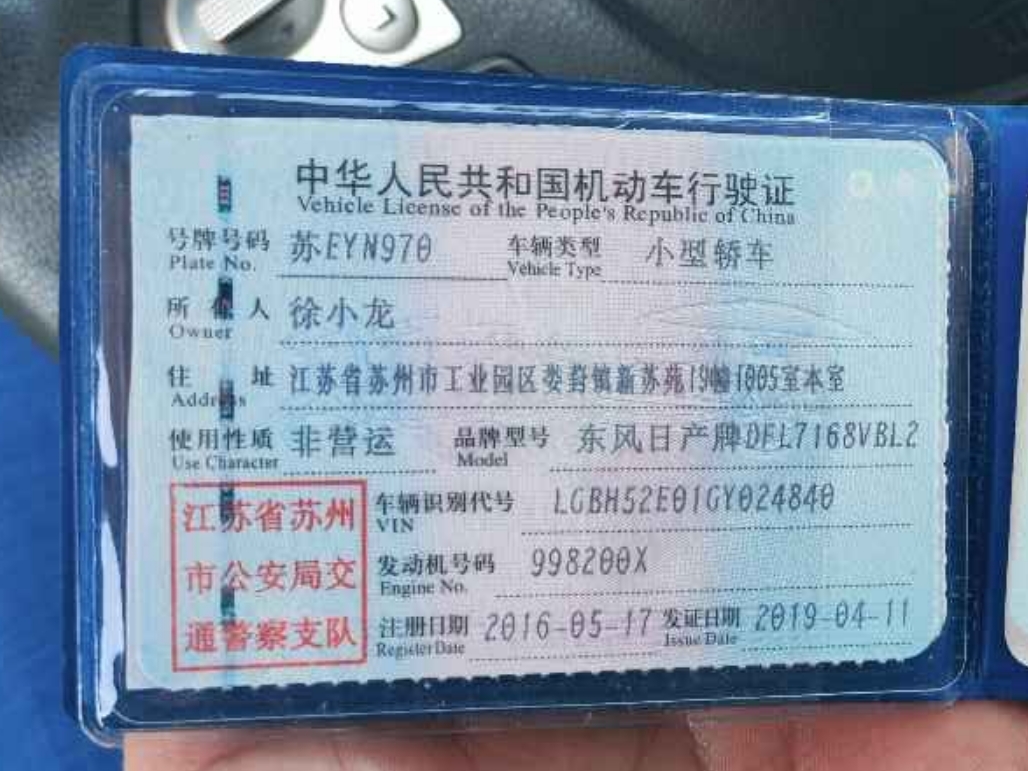 中华人民共和国机动车行驶证
Vehicle License of the People's Republic of China
号牌号码 苏EYN970 车辆类型 小型轿车
Plate No. Vehicle Type
所 人 徐小龙
Owner
住 址 江苏省苏州市工业园区娄葑镇新苏苑 1005室本室
Address
使用性质 非营运 品牌型号 东风日产牌DFL7168VBL2
Use Character Model
江苏省苏州 车辆识别代号 LGBH52E01GY024840
VIN
市公安局交 发动机号码 998200X
Engine No.
通警察支队 注册日期 2016-05-17 发证日期 2019-04-11
Register Date Issue Date